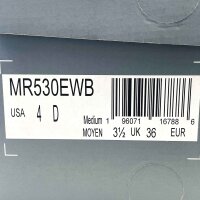 MR530EWB
USA 4 D
Medium 1 96071 16788 6
MOYEN 3½ UK 36 EUR